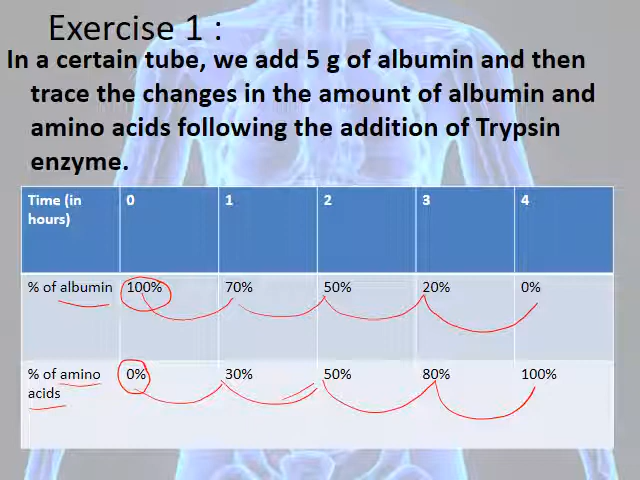 Exercise 1 :
In a certain tube, we add 5 g of albumin and then
trace the changes in the amount of albumin and
amino acids following the addition of Trypsin
enzyme.
Time (in hours) 0 1 2 3 4
% of albumin 100% 70% 50% 20% 0%
% of amino acids 0% 30% 50% 80% 100%